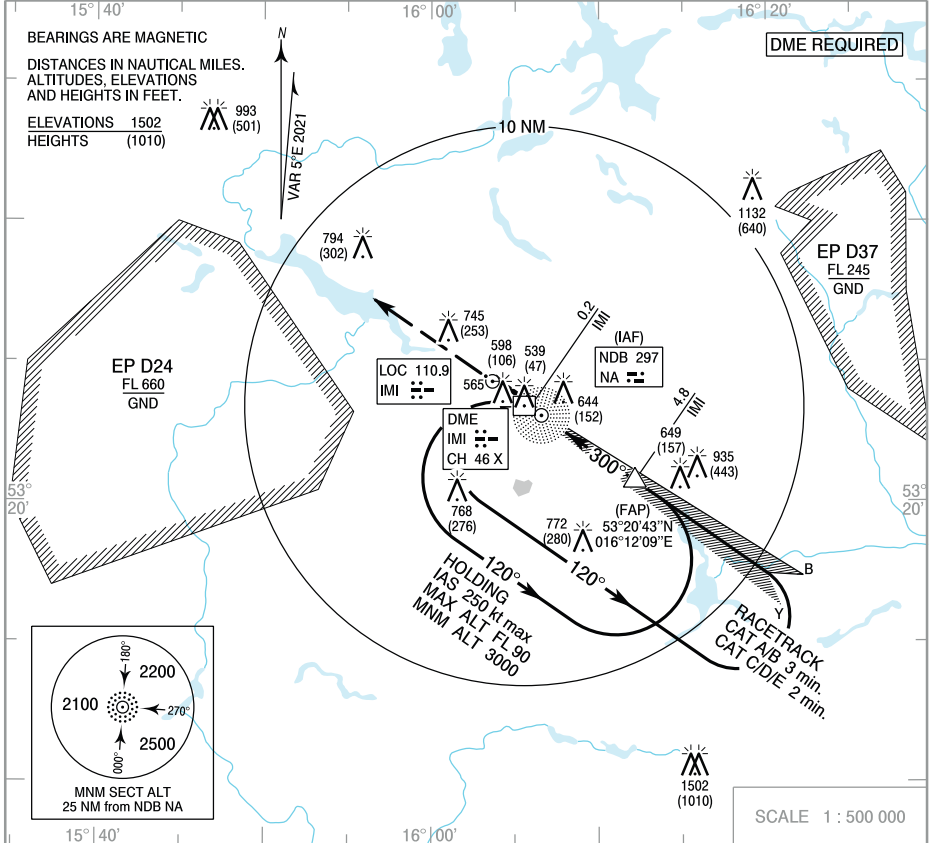 15° 40'
16° 00'
16° 20'
BEARINGS ARE MAGNETIC
DISTANCES IN NAUTICAL MILES.
ALTITUDES, ELEVATIONS
AND HEIGHTS IN FEET.
ELEVATIONS 1502
HEIGHTS (1010)
993
(501)
N
VAR 5°E 2021
DME REQUIRED
10 NM
1132
(640)
EP D37
FL 245
GND
794
(302)
EP D24
FL 660
GND
745
(253)
598
(106)
539
(47)
0.2
IMI
(IAF)
NDB 297
NA
LOC 110.9
IMI
565
644
(152)
DME
IMI
CH 46 X
4.8
IMI
649
(157)
935
(443)
300°
53°
20'
53°
20'
768
(276)
772
(280)
(FAP)
53°20'43"N
016°12'09"E
B
Y
120°
120°
HOLDING
IAS 250 kt max
MAX ALT FL 90
MNM ALT 3000
RACETRACK
CAT A/B 3 min.
CAT C/D/E 2 min.
180°
2200
2100
270°
2500
000°
MNM SECT ALT
25 NM from NDB NA
1502
(1010)
SCALE 1 : 500 000
15° 40'
16° 00'
16° 20'